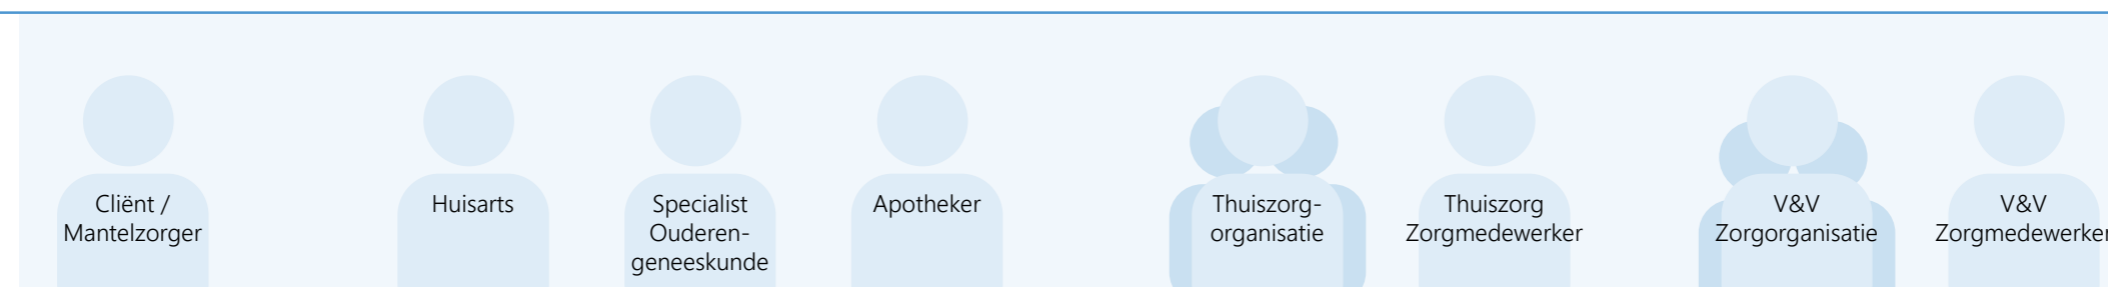 Cliënt /
Mantelzorger
Huisarts
Specialist
Ouderen-
geneeskunde
Apotheker
Thuiszorg-
organisatie
Thuiszorg
Zorgmedewerker
V&V
Zorgorganisatie
V&V
Zorgmedewerker